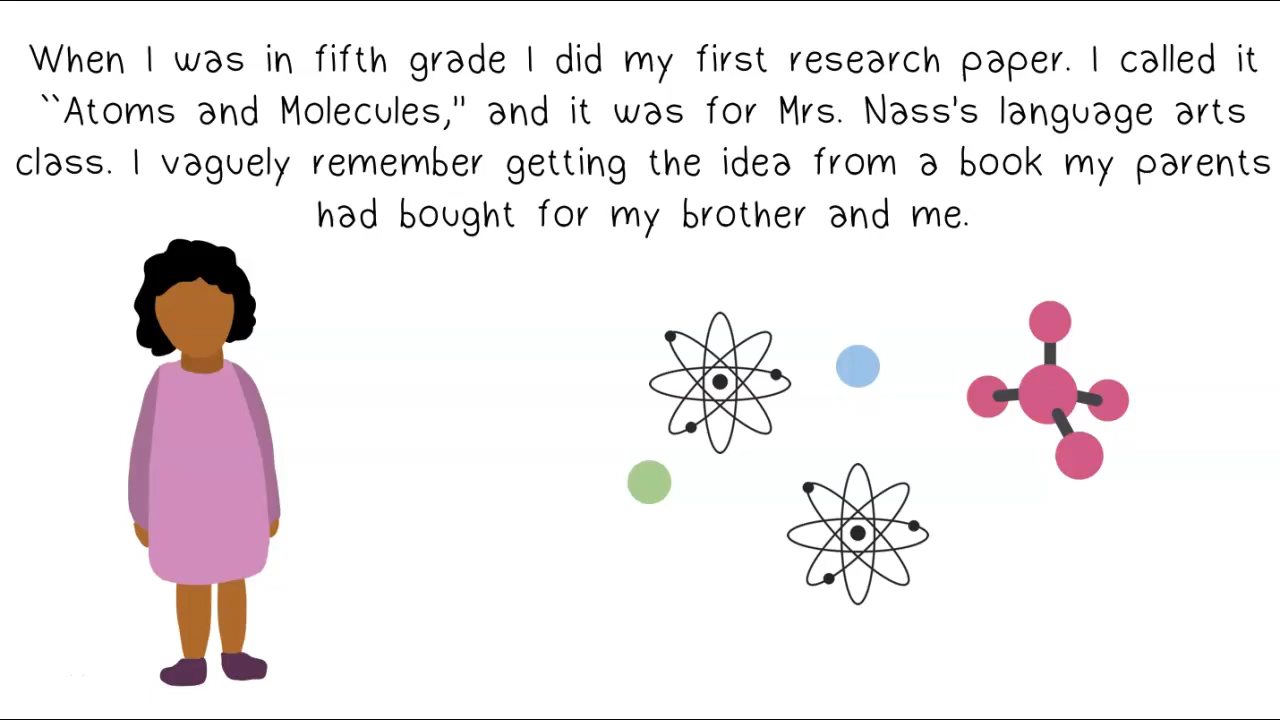 When I was in fifth grade I did my first research paper. I called it
``Atoms and Molecules," and it was for Mrs. Nass's language arts
class. I vaguely remember getting the idea from a book my parents
had bought for my brother and me.